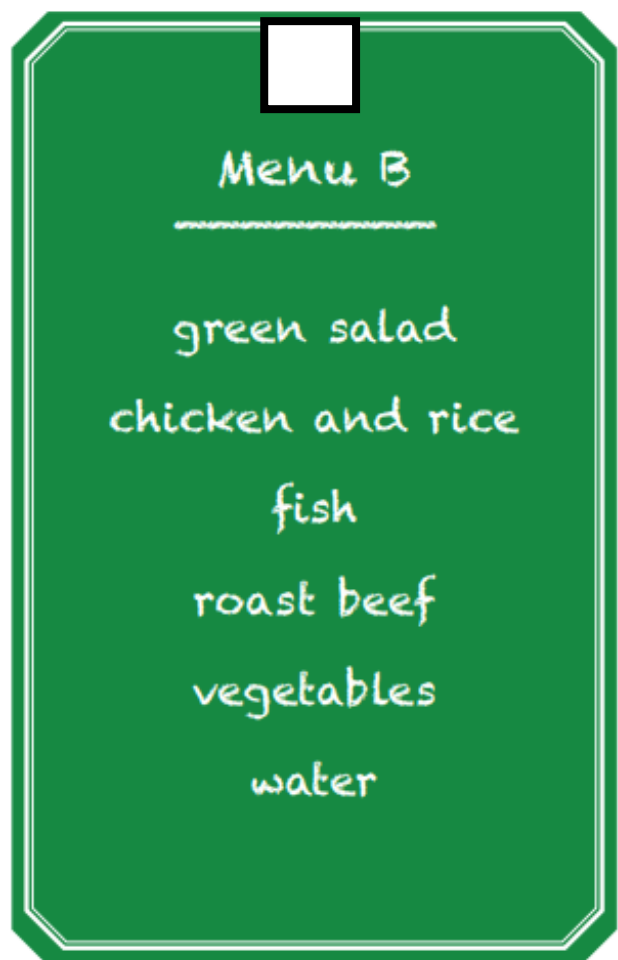 Menu B
green salad
chicken and rice
fish
roast beef
vegetables
water